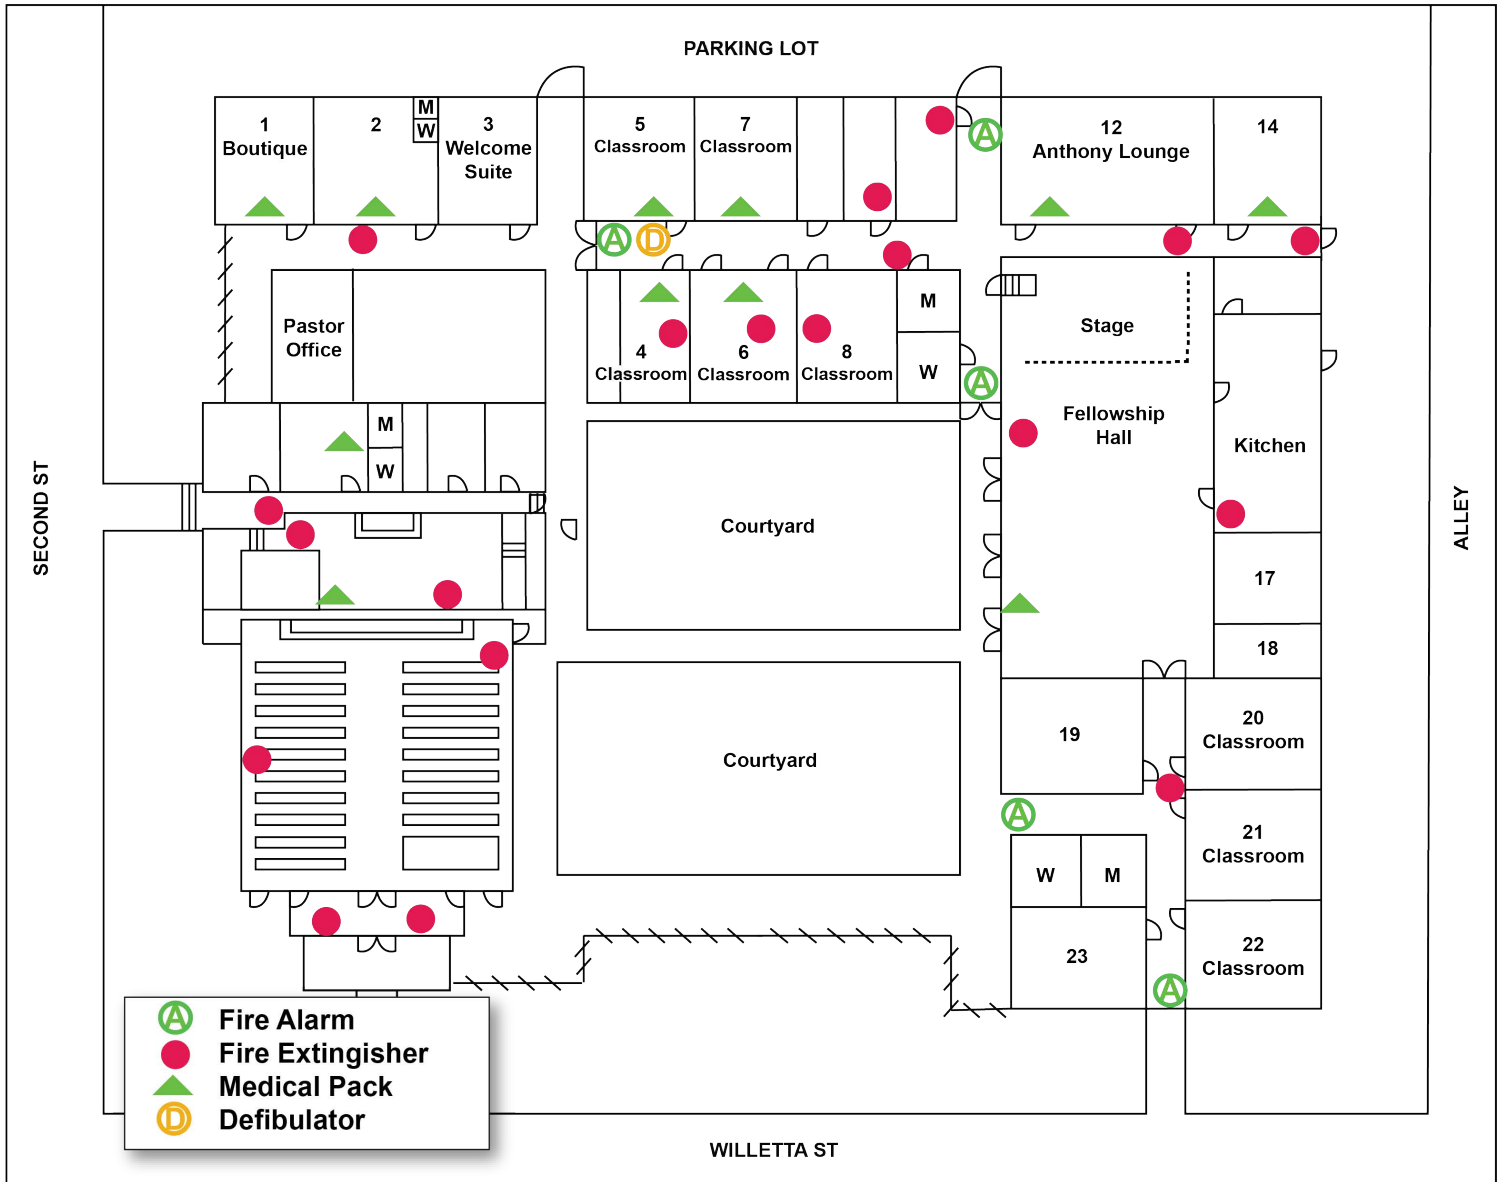 PARKING LOT
1
Boutique
2
M
W
3
Welcome
Suite
5
Classroom
7
Classroom
A
12
Anthony Lounge
14
A
D
Pastor
Office
4
Classroom
6
Classroom
8
Classroom
M
W
A
Stage
Fellowship
Hall
Kitchen
M
W
SECOND ST
ALLEY
Courtyard
17
18
Courtyard
19
20
Classroom
A
21
Classroom
W
M
23
22
Classroom
A
A Fire Alarm
Fire Extingisher
Medical Pack
D Defibulator
WILLETTA ST